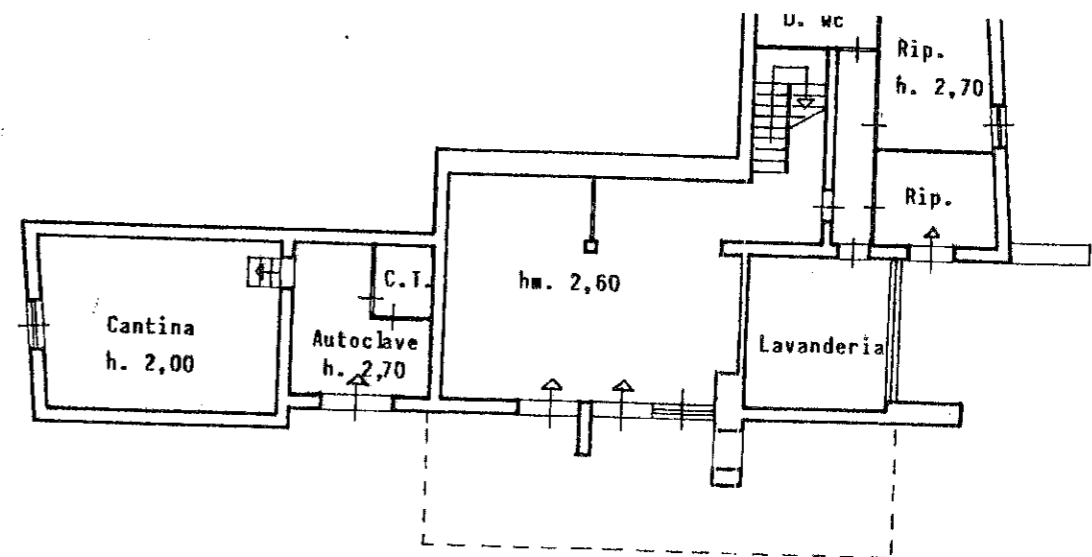 D. wc
Rip.
h. 2,70
Rip.
C.T.
hm. 2,60
Cantina
h. 2,00
Autoclave
h. 2,70
Lavanderia